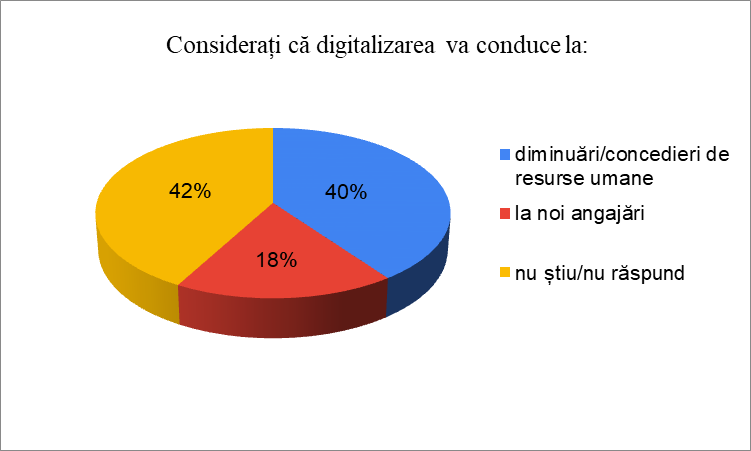 Considerați că digitalizarea va conduce la:
42%
40%
18%
diminuări/concedieri de
resurse umane
la noi angajări
nu știu/nu răspund